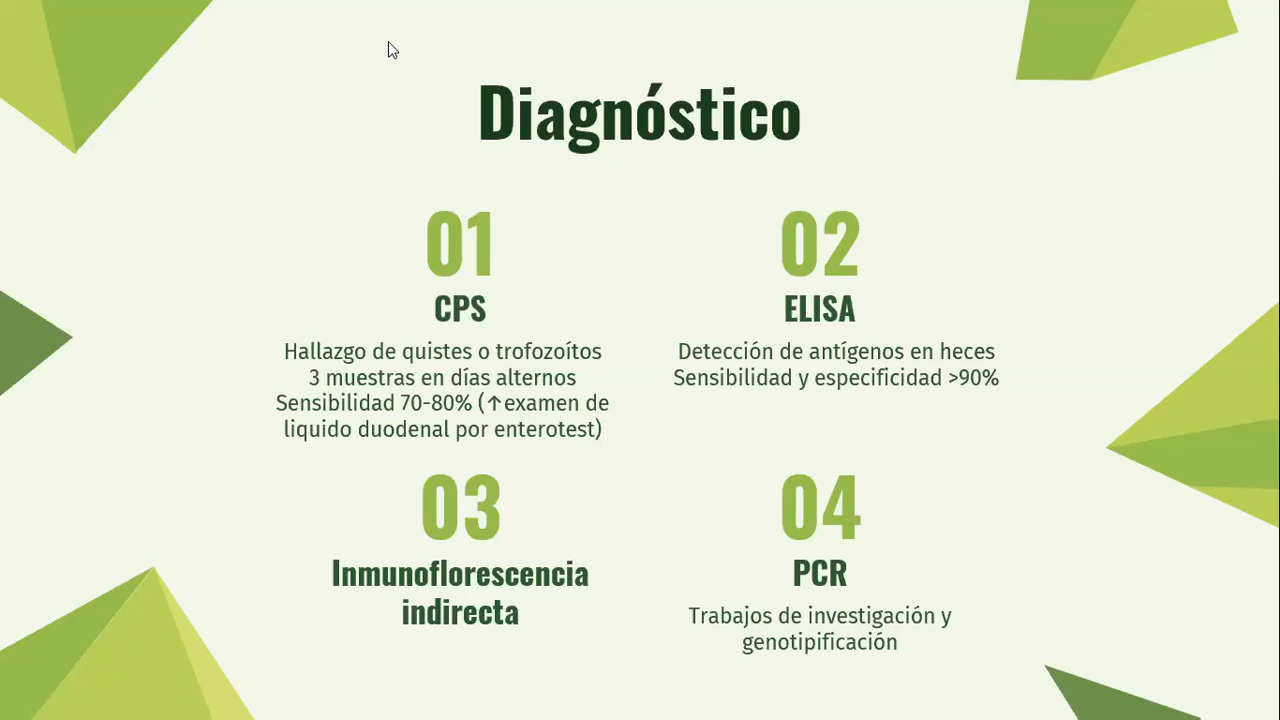 Diagnóstico
01
CPS
Hallazgo de quistes o trofozoítos
3 muestras en días alternos
Sensibilidad 70-80% (↑examen de
liquido duodenal por enterotest)
02
ELISA
Detección de antígenos en heces
Sensibilidad y especificidad >90%
03
Inmunoflorescencia
indirecta
04
PCR
Trabajos de investigación y
genotipificación